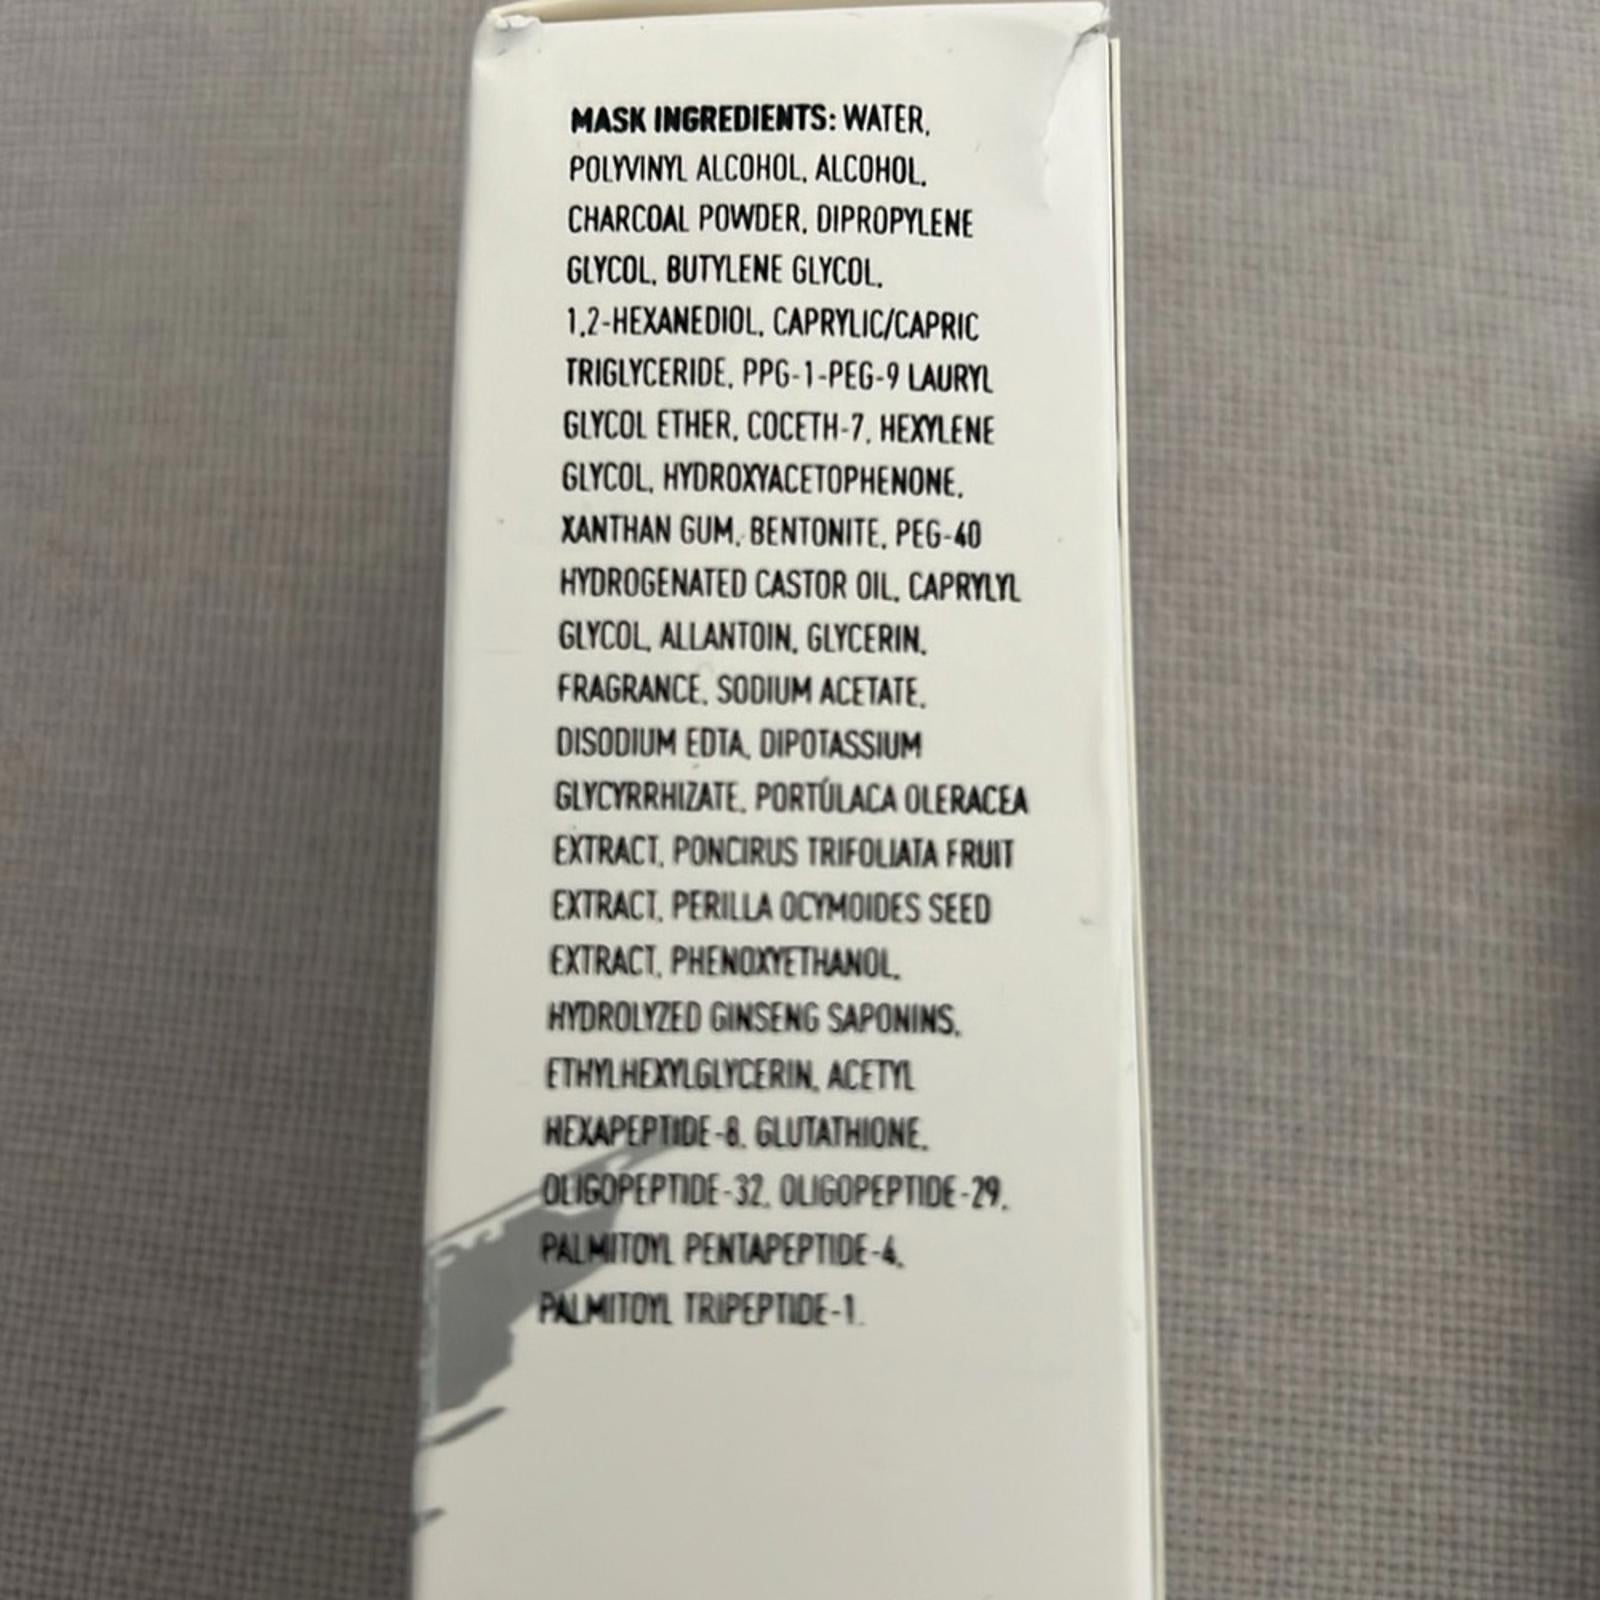 MASK INGREDIENTS: WATER,
POLYVINYL ALCOHOL, ALCOHOL,
CHARCOAL POWDER, DIPROPYLENE
GLYCOL, BUTYLENE GLYCOL,
1,2-HEXANEDIOL, CAPRYLIC/CAPRIC
TRIGLYCERIDE, PPG-1-PEG-9 LAURYL
GLYCOL ETHER, COCETH-7, HEXYLENE
GLYCOL, HYDROXYACETOPHENONE,
XANTHAN GUM, BENTONITE, PEG-40
HYDROGENATED CASTOR OIL, CAPRYLYL
GLYCOL, ALLANTOIN, GLYCERIN,
FRAGRANCE, SODIUM ACETATE,
DISODIUM EDTA, DIPOTASSIUM
GLYCYRRHIZATE, PORTULACA OLERACEA
EXTRACT, PONCIRUS TRIFOLIATA FRUIT
EXTRACT, PERILLA OCYMOIDES SEED
EXTRACT, PHENOXYETHANOL,
HYDROLYZED GINSENG SAPONINS,
ETHYLHEXYLGLYCERIN, ACETYL
HEXAPEPTIDE-8, GLUTATHIONE,
OLIGOPEPTIDE-32, OLIGOPEPTIDE-29,
PALMITOYL PENTAPEPTIDE-4,
PALMITOYL TRIPEPTIDE-1.